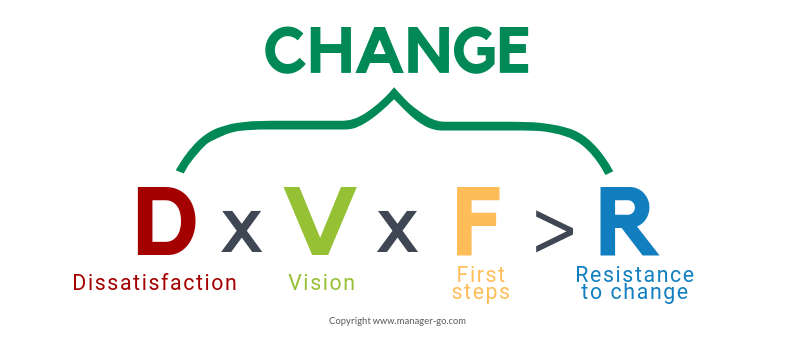 CHANGE
D x V x F > R
Dissatisfaction Vision First steps Resistance to change
Copyright www.manager-go.com